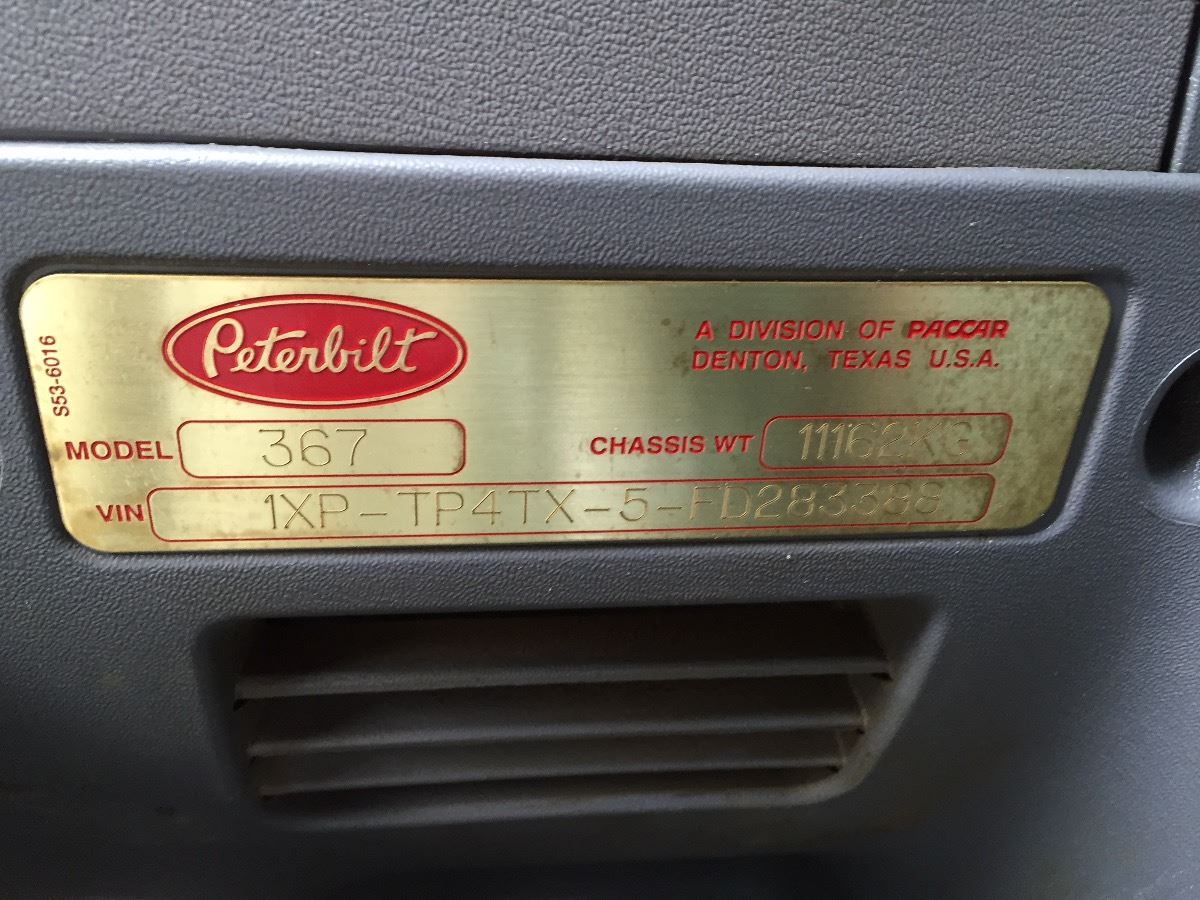 S53-6016
Peterbilt
A DIVISION OF PACCAR
DENTON, TEXAS U.S.A.
MODEL 367
CHASSIS WT 11162KG
VIN 1XP-TP4TX-5-FD283388